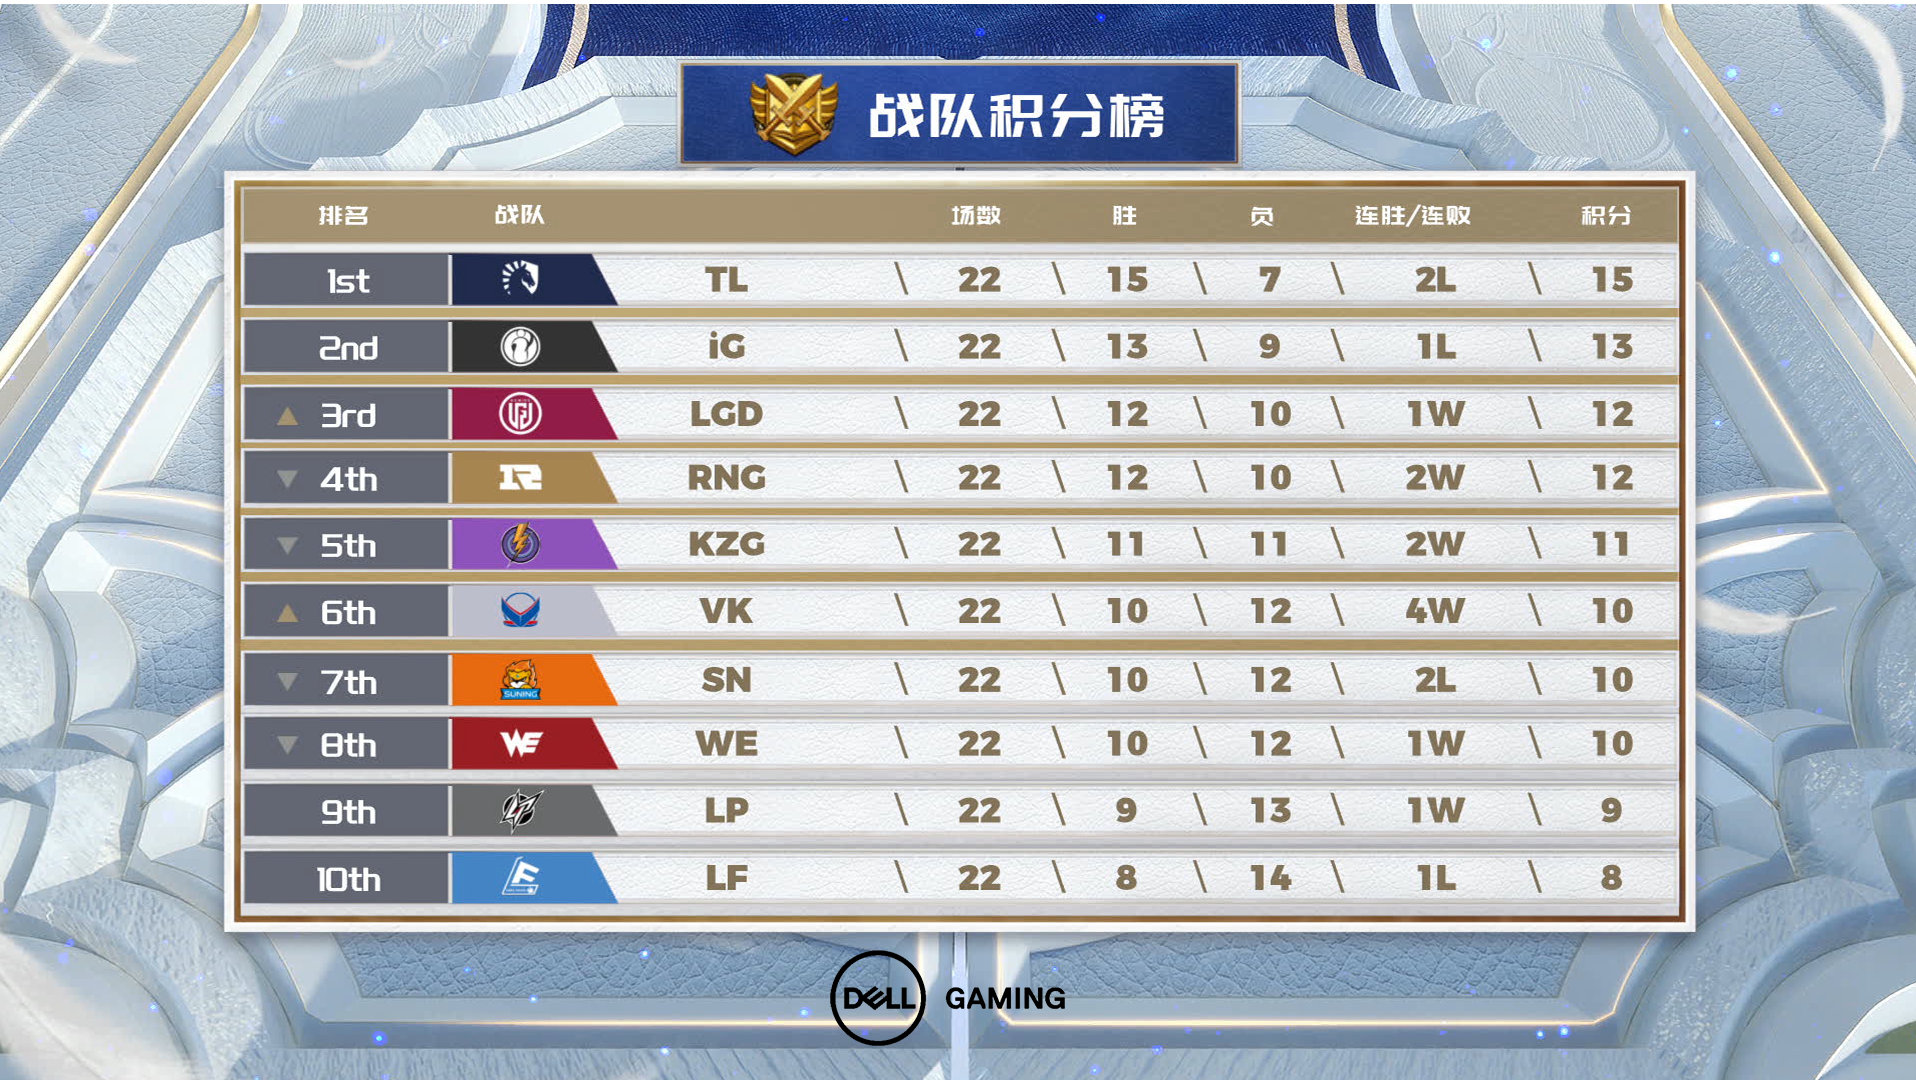 战队积分榜
排名 战队 场数 胜 负 连胜/连败 积分
1st TL \ 22 \ 15 \ 7 \ 2L \ 15
2nd iG \ 22 \ 13 \ 9 \ 1L \ 13
▲ 3rd LGD \ 22 \ 12 \ 10 \ 1W \ 12
▼ 4th RNG \ 22 \ 12 \ 10 \ 2W \ 12
▼ 5th KZG \ 22 \ 11 \ 11 \ 2W \ 11
▲ 6th VK \ 22 \ 10 \ 12 \ 4W \ 10
▼ 7th SUNING SN \ 22 \ 10 \ 12 \ 2L \ 10
▼ 8th WE WE \ 22 \ 10 \ 12 \ 1W \ 10
9th LP \ 22 \ 9 \ 13 \ 1W \ 9
10th LF \ 22 \ 8 \ 14 \ 1L \ 8
DELL GAMING